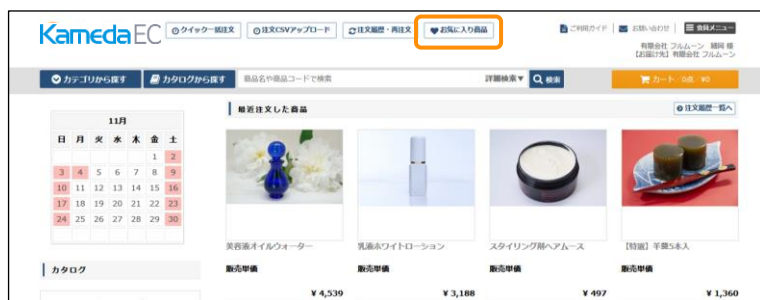 Kameda EC
クイック一括注文
注文CSVアップロード
注文履歴・再注文
お気に入り商品
ご利用ガイド
お問い合わせ
会員メニュー
有限会社 フルムーン 細岡 様
【お届け先】有限会社 フルムーン
カテゴリから探す
カタログから探す
商品名や商品コードで検索
詳細検索▼
検索
カート／0点／¥0
11月
日 月 火 水 木 金 土
1 2
3 4 5 6 7 8 9
10 11 12 13 14 15 16
17 18 19 20 21 22 23
24 25 26 27 28 29 30
カタログ
最近注文した商品
注文履歴一覧へ
美容液オイルウォーター
販売単価
¥ 4,539
乳液ホワイトローション
販売単価
¥ 3,188
スタイリング剤ヘアムース
販売単価
¥ 497
【特選】羊羹5本入
販売単価
¥ 1,360